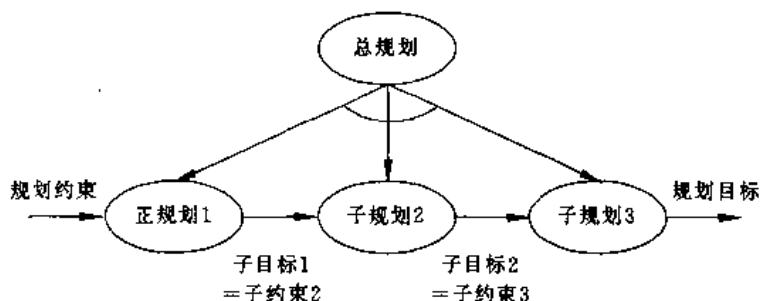 总规划
规划约束
正规划1
子规划2
子规划3
规划目标
子目标1
=子约束2
子目标2
=子约束3